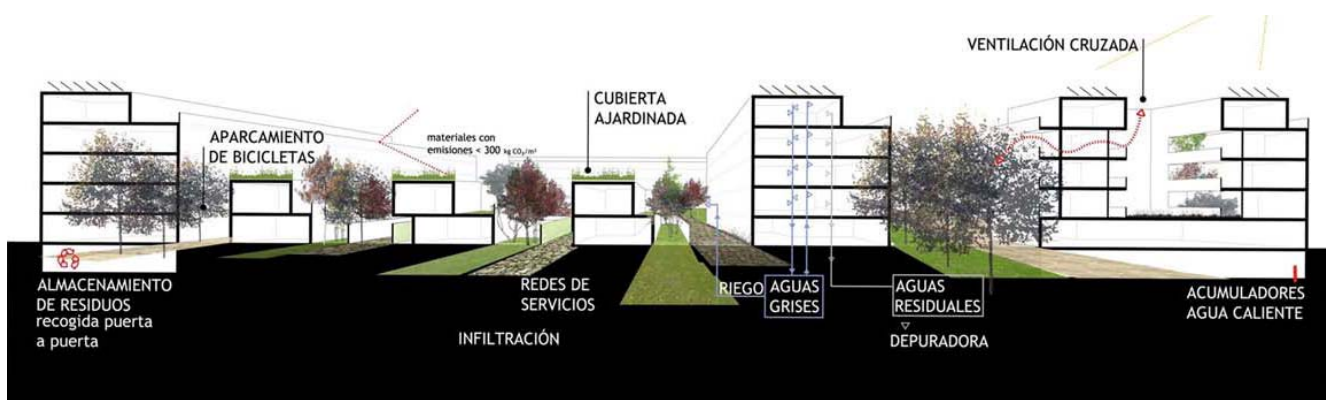 VENTILACIÓN CRUZADA
CUBIERTA
AJARDINADA
APARCAMIENTO
DE BICICLETAS
materiales con
emisiones < 300 kg CO₂/m²
ALMACENAMIENTO
DE RESIDUOS
recogida puerta
a puerta
REDES DE
SERVICIOS
INFILTRACIÓN
RIEGO
AGUAS
GRISES
AGUAS
RESIDUALES
DEPURADORA
ACUMULADORES
AGUA CALIENTE